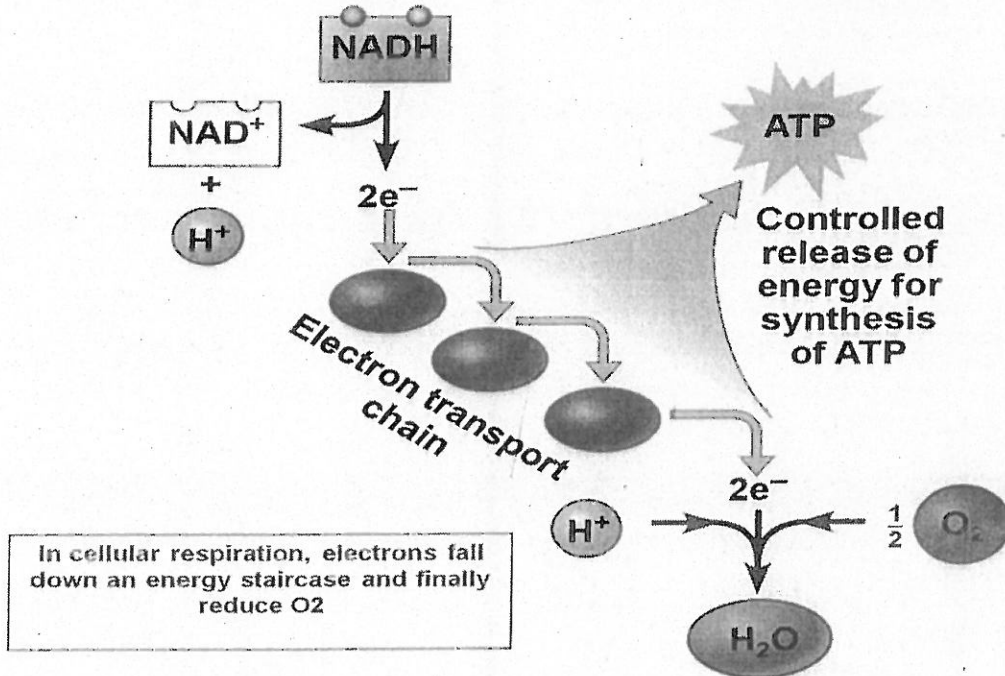 NADH
NAD⁺
+
H⁺
2e⁻
ATP
Controlled
release of
energy for
synthesis
of ATP
Electron transport
chain
2e⁻
H⁺
1/2
O₂
H₂O
In cellular respiration, electrons fall
down an energy staircase and finally
reduce O2